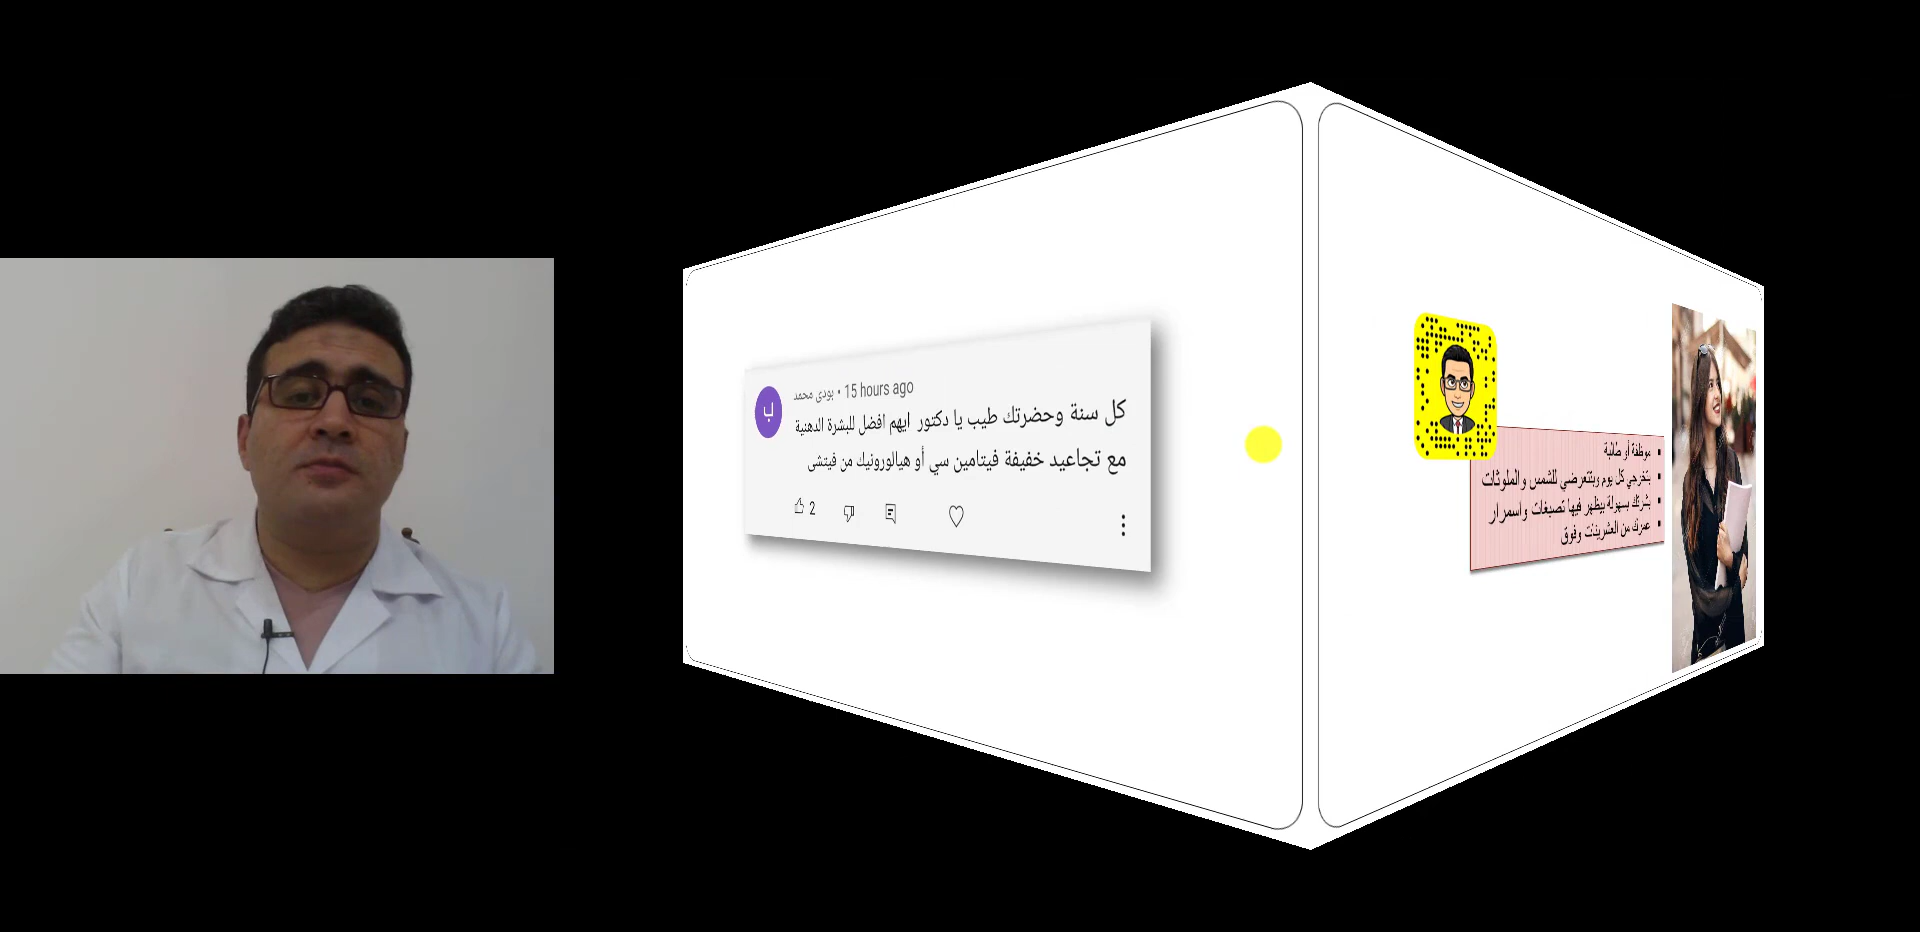 بودى محمد • 15 hours ago
كل سنة وحضرتك طيب يا دكتور ايهم افضل للبشرة الدهنية
مع تجاعيد خفيفة فيتامين سي أو هيالورونيك من فيتشى
2
ب
موظفة أو طالبة
بتخرجي كل يوم وبتتعرضي للشمس والملوثات
بشرتك بسهولة بيظهر فيها تصبغات واسمرار
عمرك من العشرينات وفوق